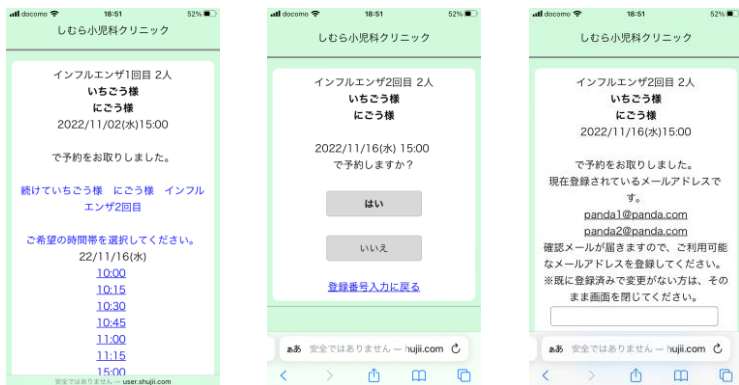 docomo 18:51 52%
しむら小児科クリニック
インフルエンザ1回目 2人
いちごう様
にごう様
2022/11/02(水)15:00
で予約をお取りしました。
続けていちごう様　にごう様　インフル
エンザ2回目
ご希望の時間帯を選択してください。
22/11/16(水)
10:00
10:15
10:30
10:45
11:00
11:15
15:00
安全ではありません — user.shujii.com
docomo 18:51 52%
しむら小児科クリニック
インフルエンザ2回目 2人
いちごう様
にごう様
2022/11/16(水) 15:00
で予約しますか？
はい
いいえ
登録番号入力に戻る
ぁあ 安全ではありません — hujii.com
docomo 18:51 52%
しむら小児科クリニック
インフルエンザ2回目 2人
いちごう様
にごう様
2022/11/16(水)15:00
で予約をお取りしました。
現在登録されているメールアドレスで
す。
panda1@panda.com
panda2@panda.com
確認メールが届きますので、ご利用可能
なメールアドレスを登録してください。
※既に登録済みで変更がない方は、その
まま画面を閉じてください。
ぁあ 安全ではありません — hujii.com